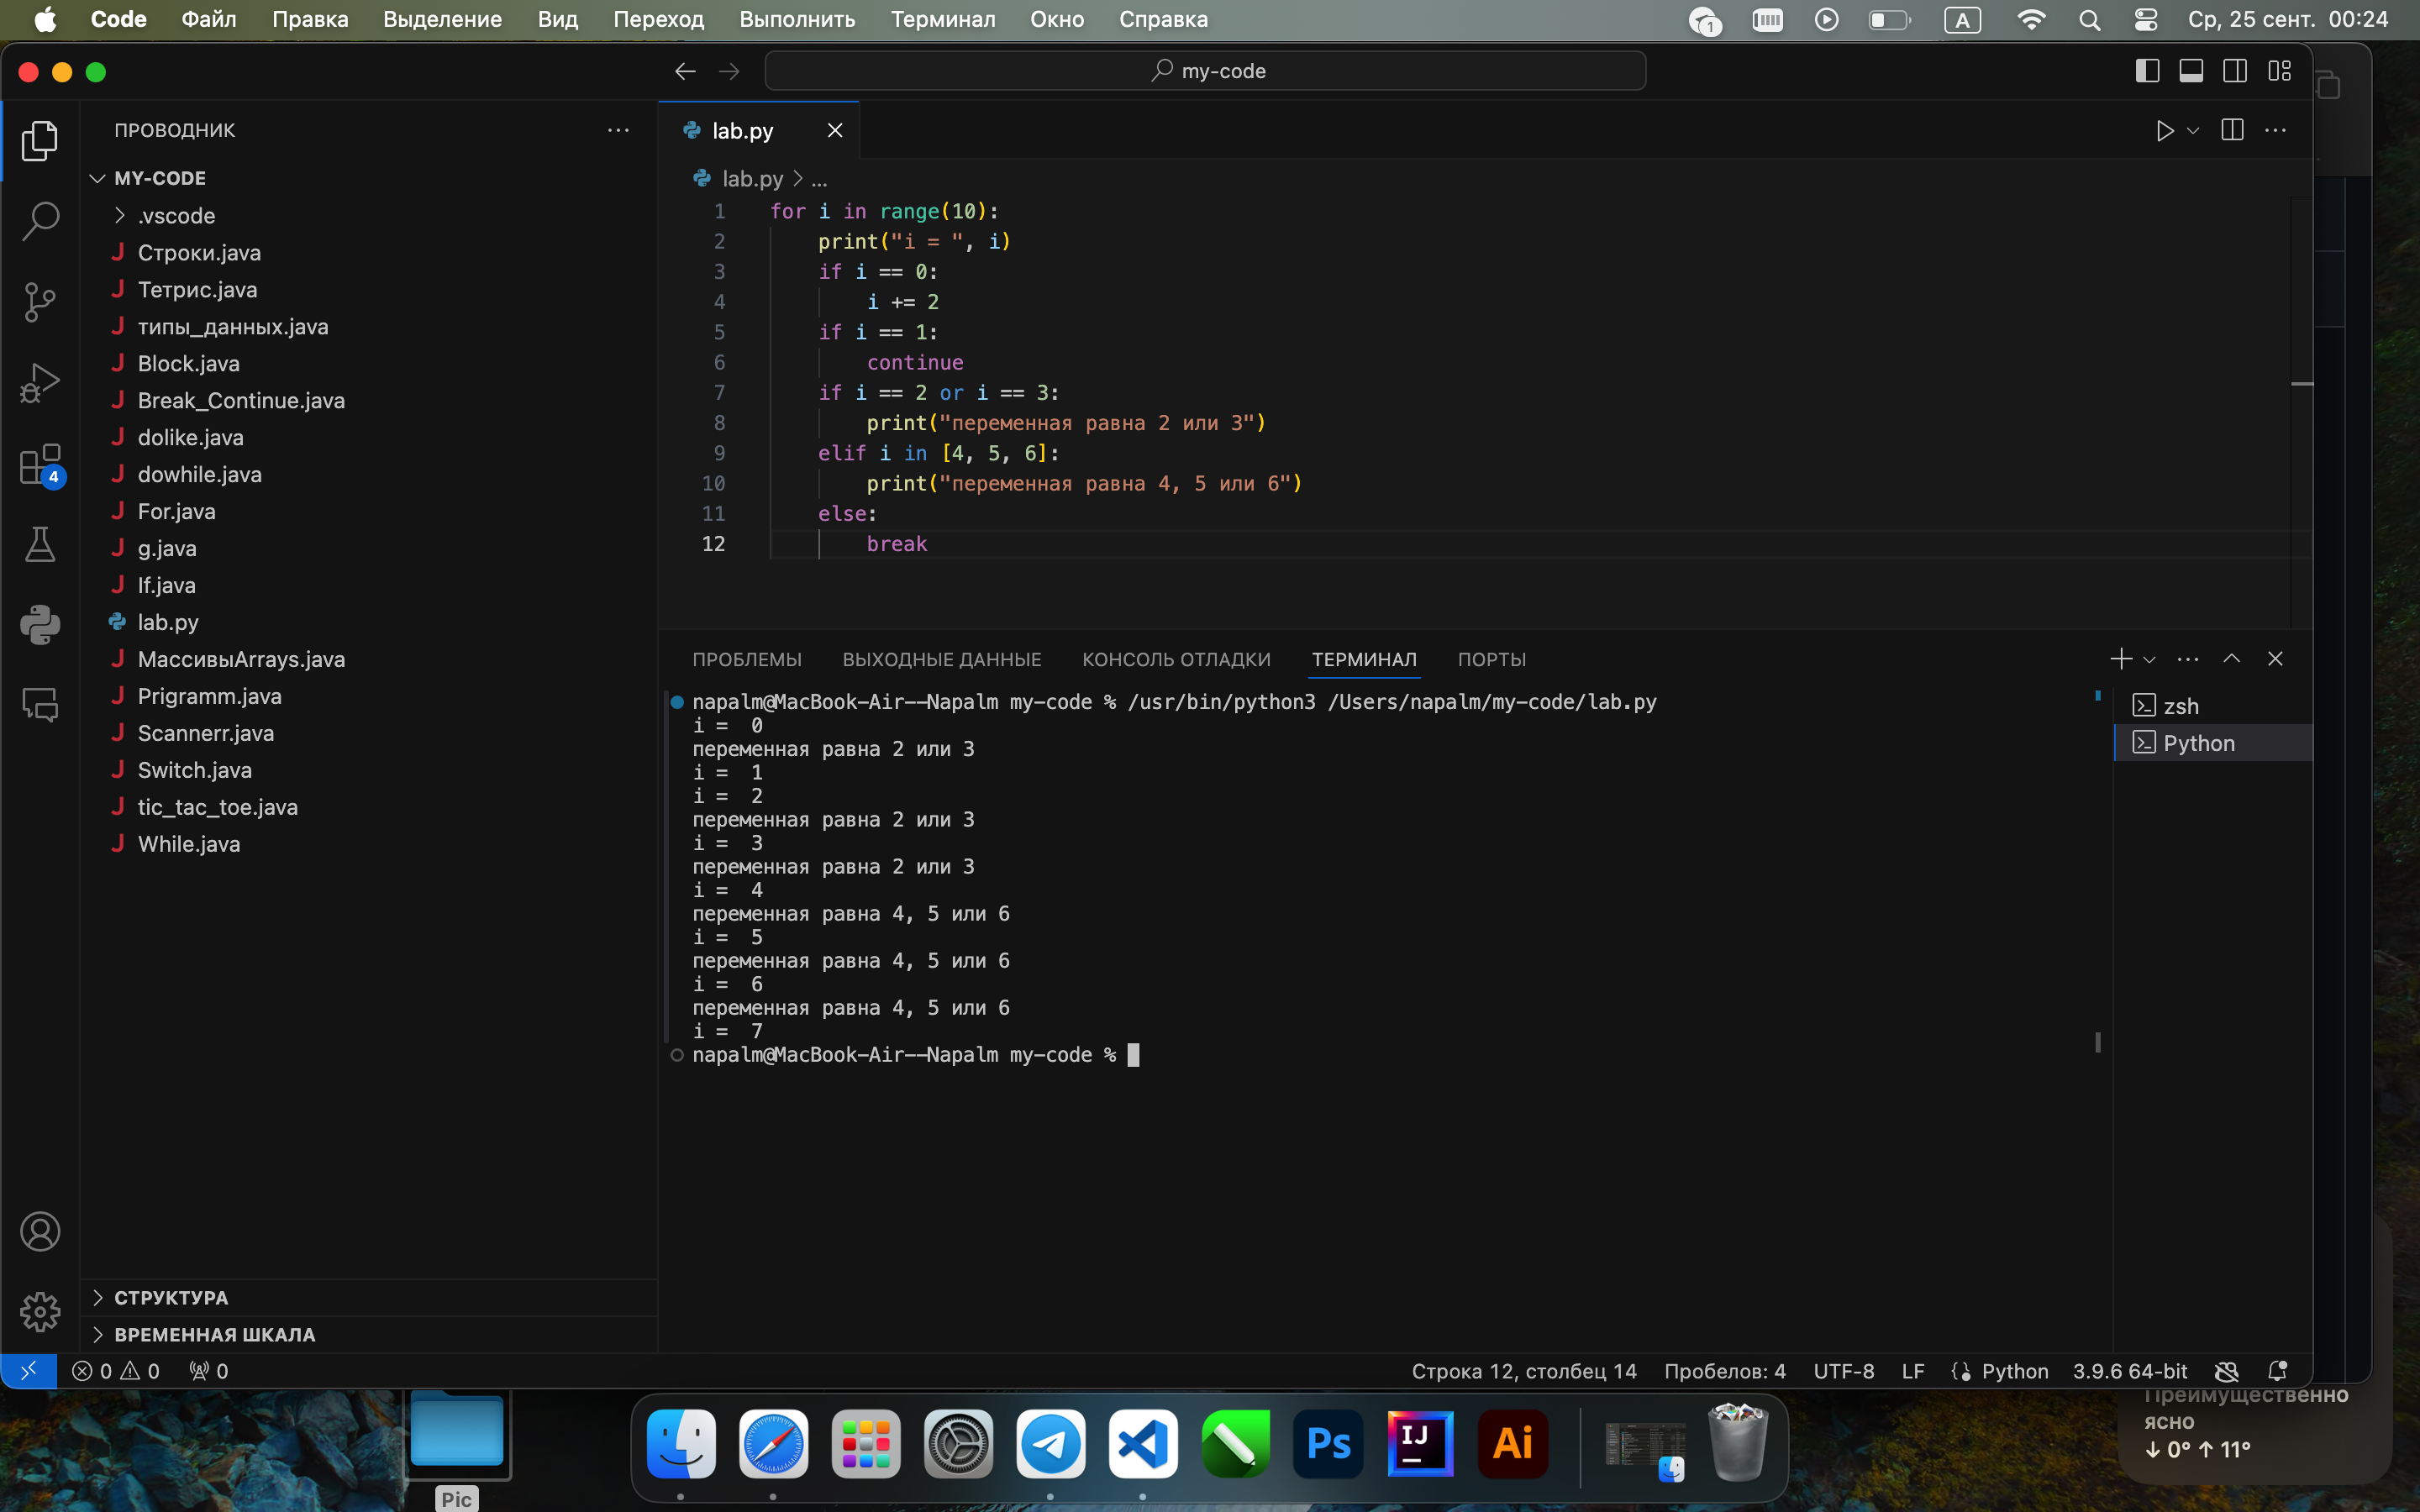 Code Файл Правка Выделение Вид Переход Выполнить Терминал Окно Справка 1 A Ср, 25 сент. 00:24
my-code
ПРОВОДНИК
MY-CODE
.vscode
J Строки.java
J Тетрис.java
J типы_данных.java
J Block.java
J Break_Continue.java
J dolike.java
J dowhile.java
J For.java
J g.java
J If.java
lab.py
J МассивыArrays.java
J Prigramm.java
J Scannerr.java
J Switch.java
J tic_tac_toe.java
J While.java
4
СТРУКТУРА
ВРЕМЕННАЯ ШКАЛА
lab.py
lab.py > ...
1 for i in range(10):
2 print("i = ", i)
3 if i == 0:
4 i += 2
5 if i == 1:
6 continue
7 if i == 2 or i == 3:
8 print("переменная равна 2 или 3")
9 elif i in [4, 5, 6]:
10 print("переменная равна 4, 5 или 6")
11 else:
12 break
ПРОБЛЕМЫ ВЫХОДНЫЕ ДАННЫЕ КОНСОЛЬ ОТЛАДКИ ТЕРМИНАЛ ПОРТЫ
napalm@MacBook-Air--Napalm my-code % /usr/bin/python3 /Users/napalm/my-code/lab.py
i =  0
переменная равна 2 или 3
i =  1
i =  2
переменная равна 2 или 3
i =  3
переменная равна 2 или 3
i =  4
переменная равна 4, 5 или 6
i =  5
переменная равна 4, 5 или 6
i =  6
переменная равна 4, 5 или 6
i =  7
napalm@MacBook-Air--Napalm my-code %
zsh
Python
0 0 0 Строка 12, столбец 14 Пробелов: 4 UTF-8 LF Python 3.9.6 64-bit
Преимущественно
ясно
↓ 0° ↑ 11°
Pic
Ps
IJ
Ai